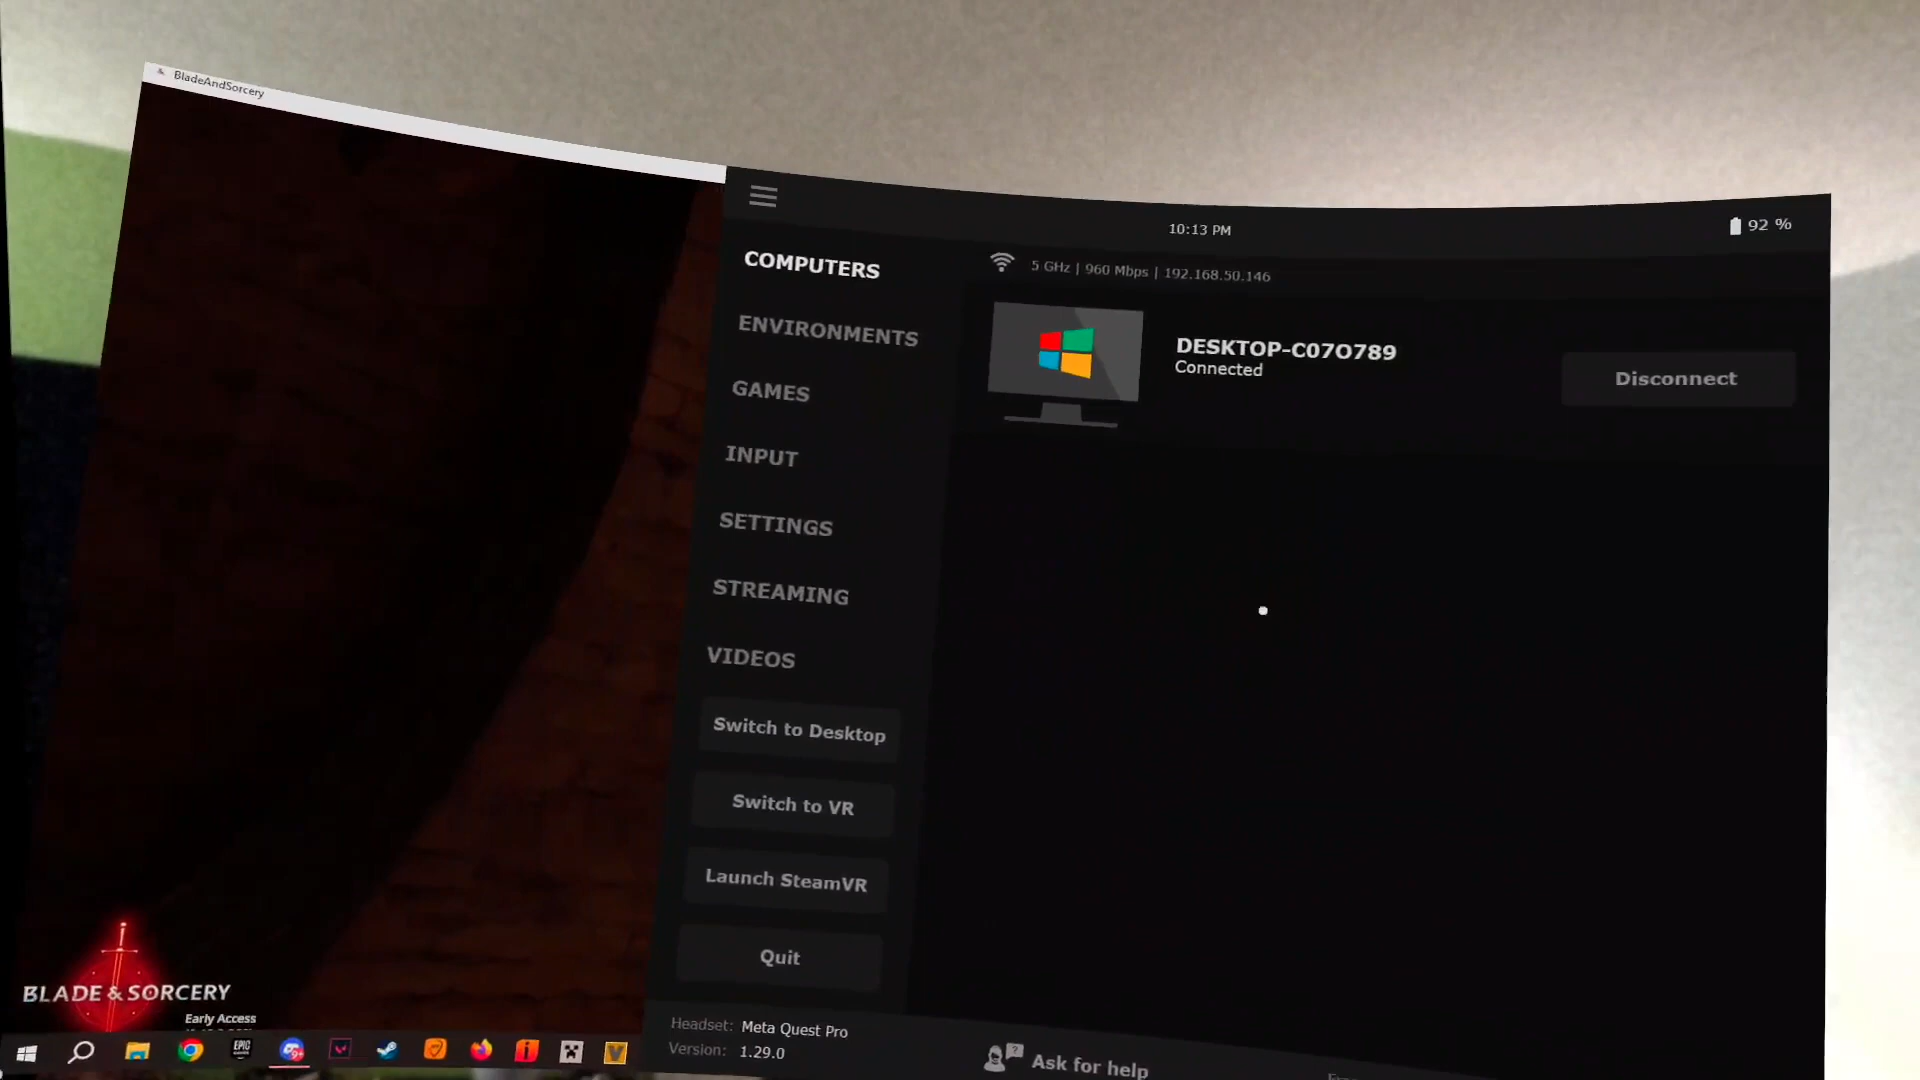 BladeAndSorcery
10:13 PM
92 %
COMPUTERS
5 GHz | 960 Mbps | 192.168.50.146
ENVIRONMENTS
DESKTOP-C07O789
Connected
Disconnect
GAMES
INPUT
SETTINGS
STREAMING
VIDEOS
Switch to Desktop
Switch to VR
Launch SteamVR
Quit
BLADE & SORCERY
Early Access
Headset: Meta Quest Pro
Version: 1.29.0
Ask for help
EPIC